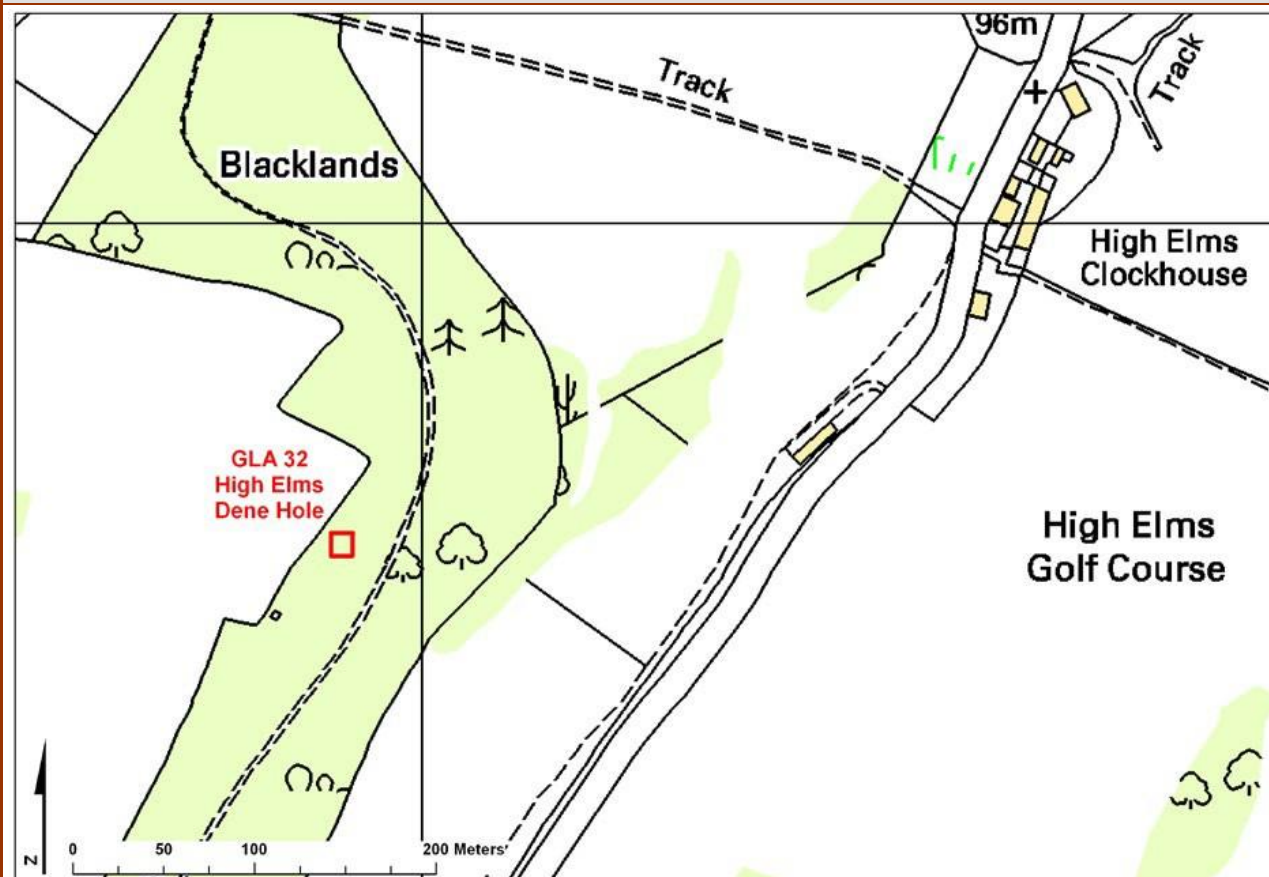 96m
Track
Track
Blacklands
High Elms
Clockhouse
GLA 32
High Elms
Dene Hole
High Elms
Golf Course
N
0 50 100 200 Meters